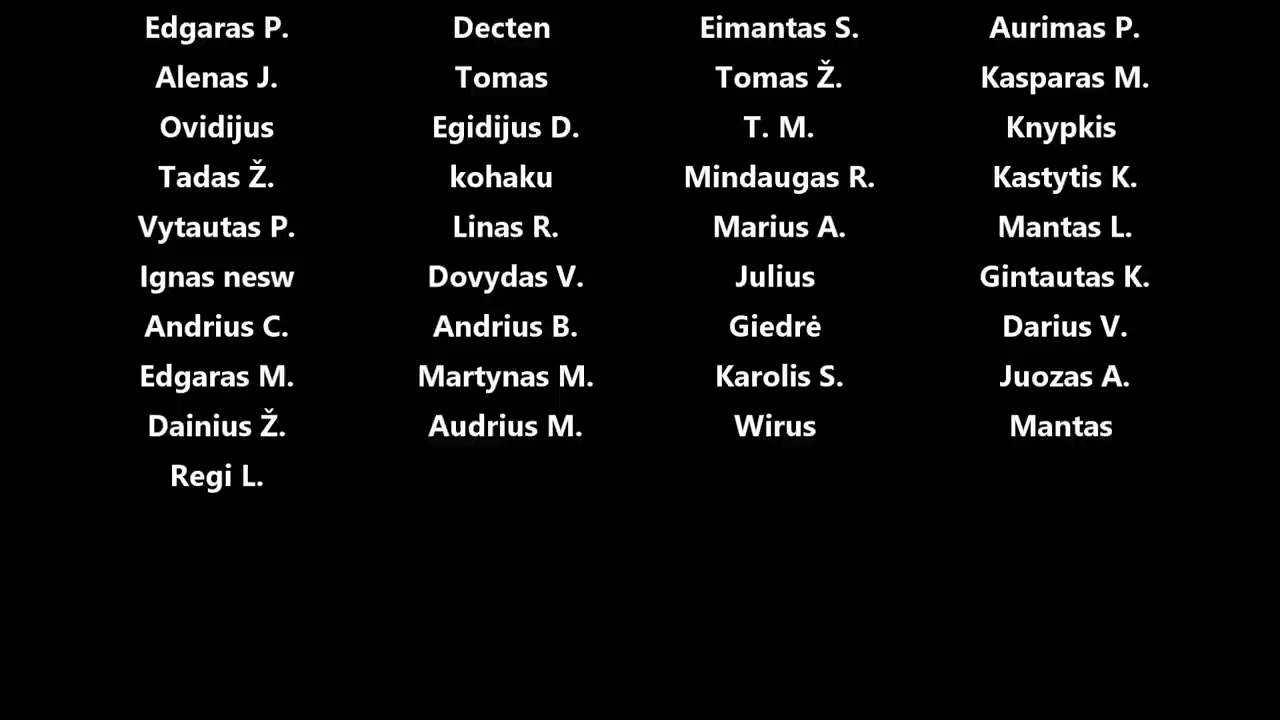 Edgaras P. Decten Eimantas S. Aurimas P.
Alenas J. Tomas Tomas Ž. Kasparas M.
Ovidijus Egidijus D. T. M. Knypkis
Tadas Ž. kohaku Mindaugas R. Kastytis K.
Vytautas P. Linas R. Marius A. Mantas L.
Ignas nesw Dovydas V. Julius Gintautas K.
Andrius C. Andrius B. Giedrė Darius V.
Edgaras M. Martynas M. Karolis S. Juozas A.
Dainius Ž. Audrius M. Wirus Mantas
Regi L.